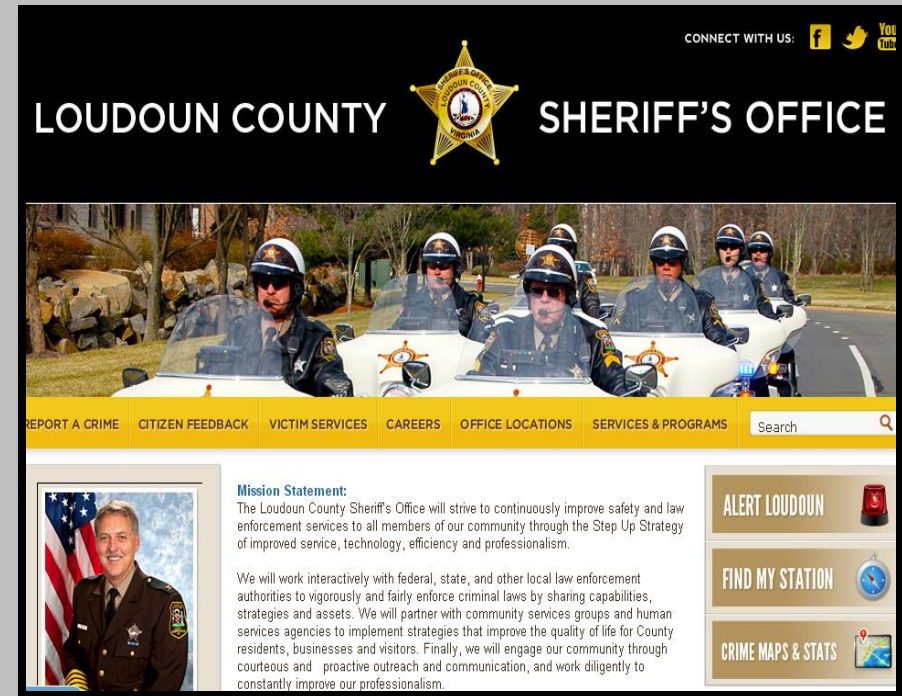 CONNECT WITH US:
LOUDOUN COUNTY
SHERIFF'S OFFICE
SHERIFF'S OFFICE
LOUDOUN COUNTY
VIRGINIA
REPORT A CRIME
CITIZEN FEEDBACK
VICTIM SERVICES
CAREERS
OFFICE LOCATIONS
SERVICES & PROGRAMS
Search
Mission Statement:
The Loudoun County Sheriff's Office will strive to continuously improve safety and law
enforcement services to all members of our community through the Step Up Strategy
of improved service, technology, efficiency and professionalism.
We will work interactively with federal, state, and other local law enforcement
authorities to vigorously and fairly enforce criminal laws by sharing capabilities,
strategies and assets. We will partner with community services groups and human
services agencies to implement strategies that improve the quality of life for County
residents, businesses and visitors. Finally, we will engage our community through
courteous and proactive outreach and communication, and work diligently to
constantly improve our professionalism.
ALERT LOUDOUN
FIND MY STATION
CRIME MAPS & STATS